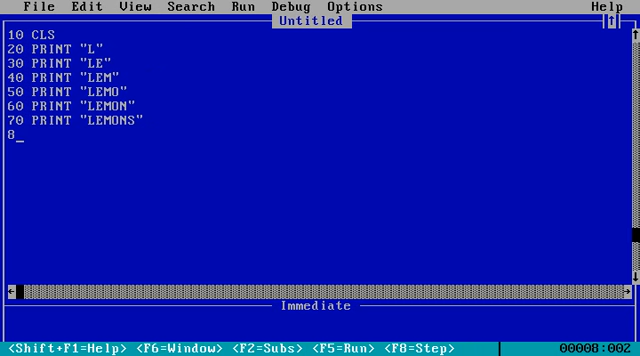 File Edit View Search Run Debug Options Help
Untitled
10 CLS
20 PRINT "L"
30 PRINT "LE"
40 PRINT "LEM"
50 PRINT "LEMO"
60 PRINT "LEMON"
70 PRINT "LEMONS"
8_
Immediate
<Shift+F1=Help> <F6=Window> <F2=Subs> <F5=Run> <F8=Step> 00008:002